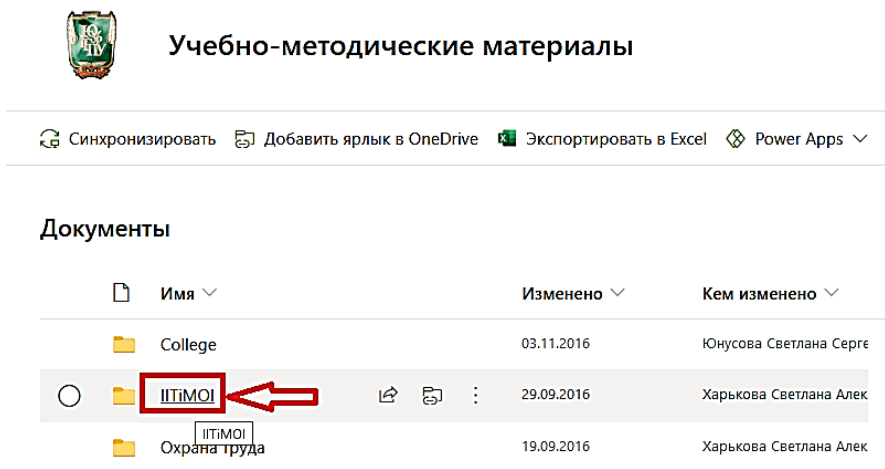 Учебно-методические материалы
Синхронизировать Добавить ярлык в OneDrive Экспортировать в Excel Power Apps
Документы
Имя Изменено Кем изменено
College 03.11.2016 Юнусова Светлана Серге
IITiMOI 29.09.2016 Харькова Светлана Алек
IITiMOI
Охрана труда 19.09.2016 Харькова Светлана Алек